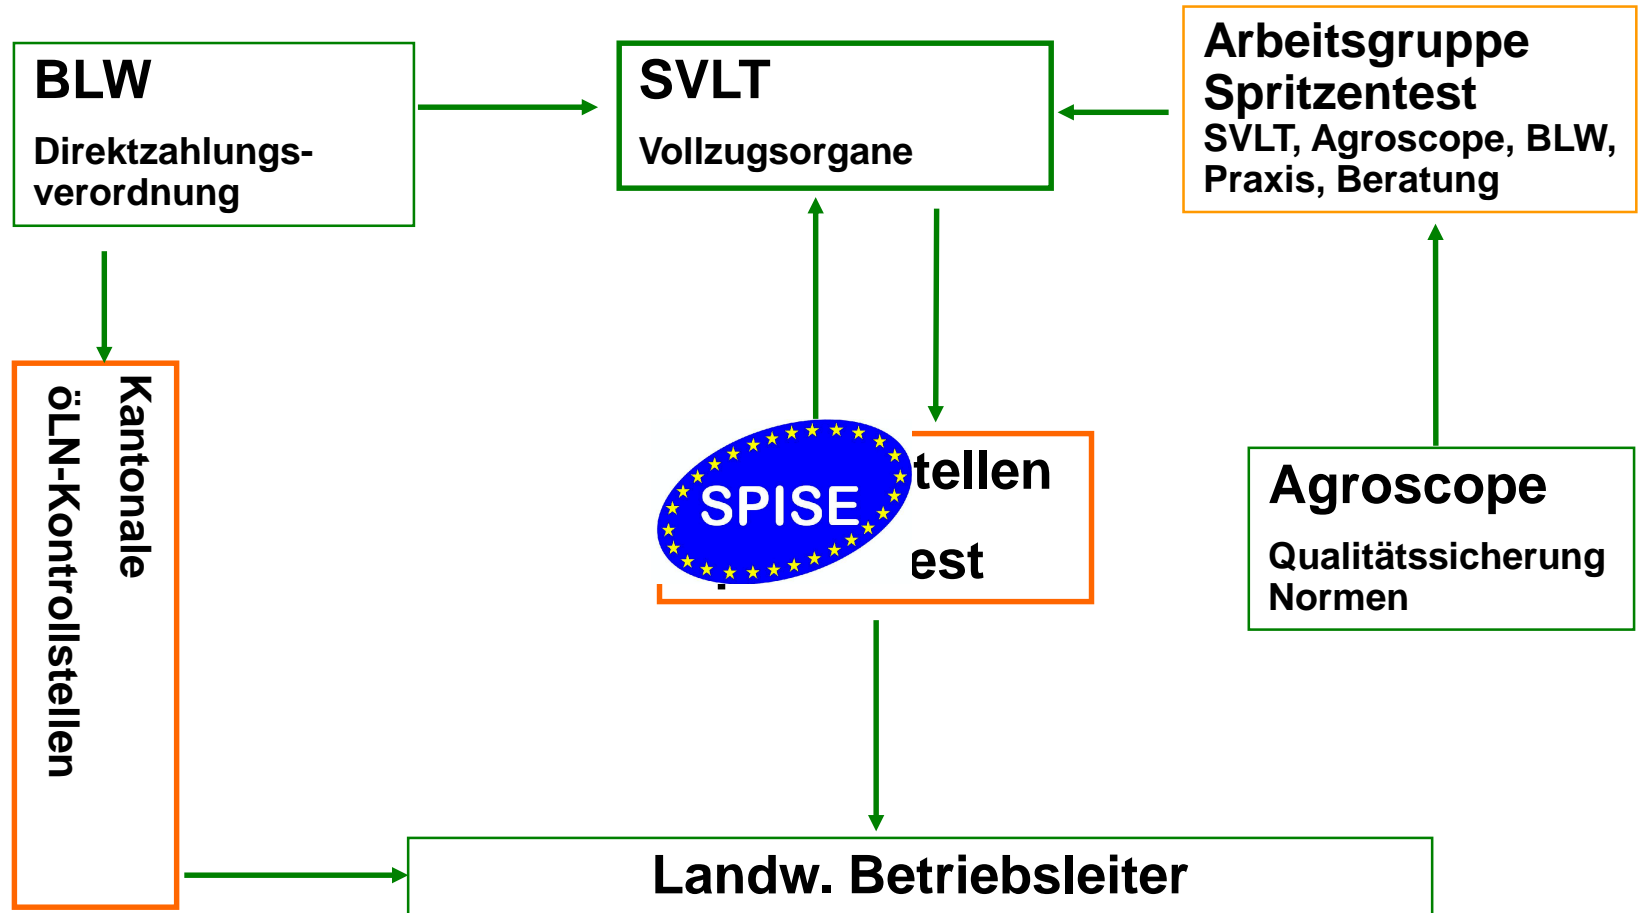 BLW
Direktzahlungs-
verordnung
SVLT
Vollzugsorgane
Arbeitsgruppe
Spritzentest
SVLT, Agroscope, BLW,
Praxis, Beratung
Kantonale
öLN-Kontrollstellen
tellen
SPISE
est
Agroscope
Qualitätssicherung
Normen
Landw. Betriebsleiter